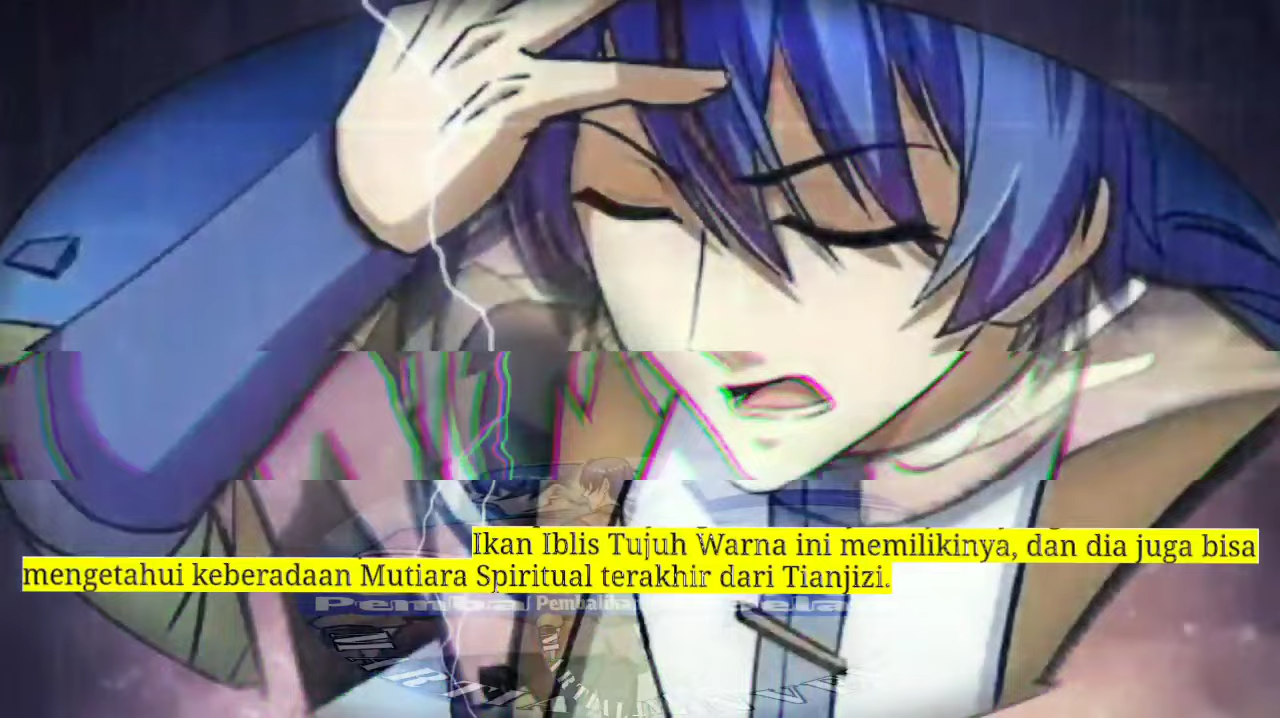 Ikan Iblis Tujuh Warna ini memilikinya, dan dia juga bisa
mengetahui keberadaan Mutiara Spiritual terakhir dari Tianjizi.